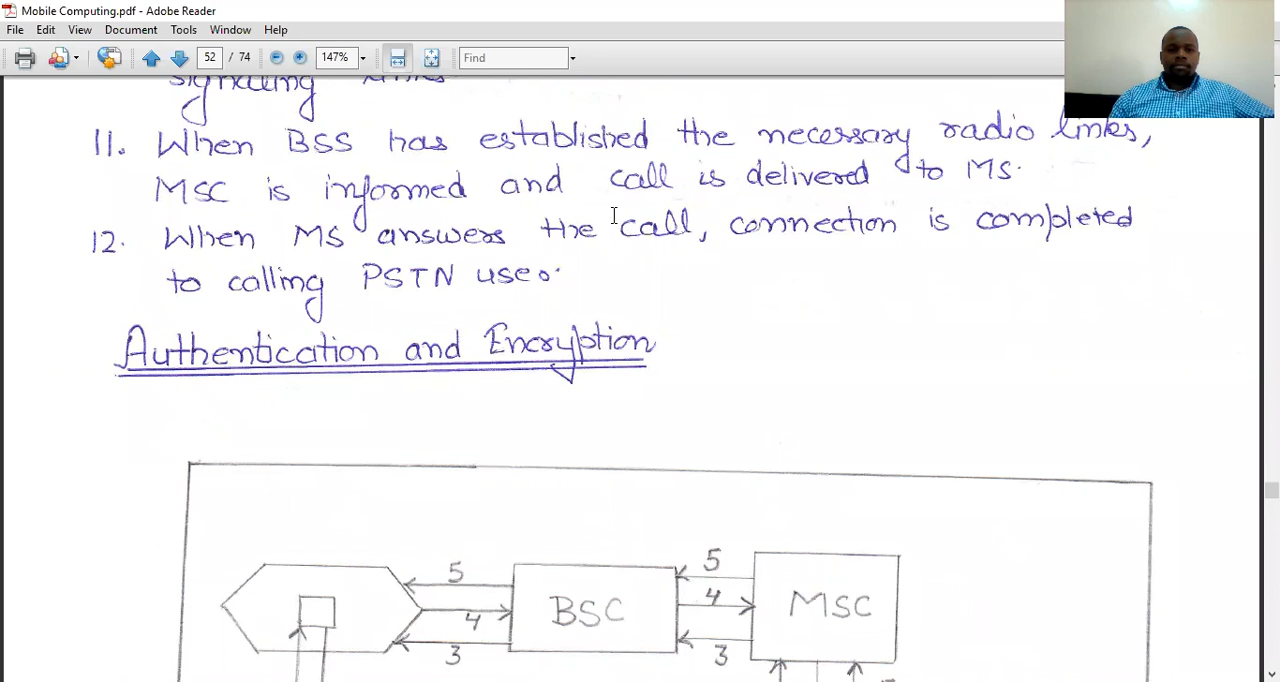 Mobile Computing.pdf - Adobe Reader
File Edit View Document Tools Window Help
52 / 74 147% Find
signaling links
11. When BSS has established the necessary radio links,
MSC is informed and call is delivered to MS.
12. When MS answers the call, connection is completed
to calling PSTN user.
Authentication and Encryption
5 5
BSC MSC
4 4
3 3